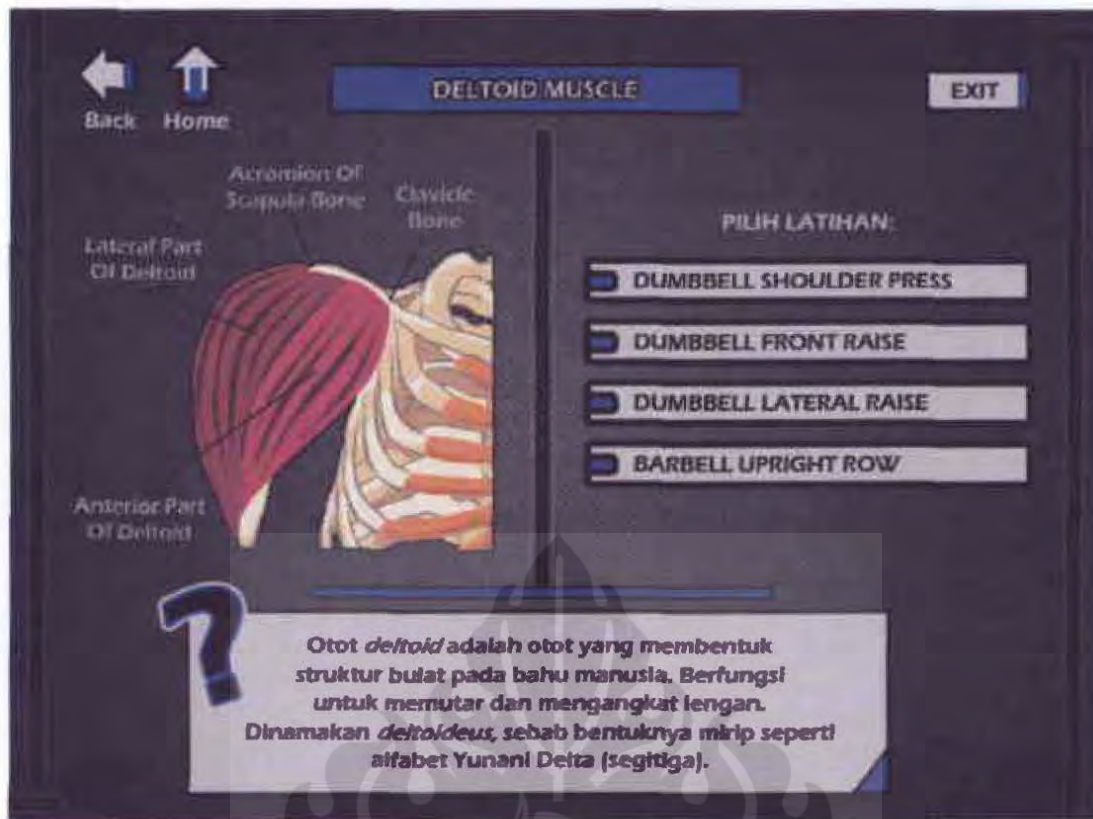 Back
Home
DELTOID MUSCLE
EXIT
Acromion Of
Scapula Bone
Clavicle
Bone
Lateral Part
Of Deltoid
Anterior Part
Of Deltoid
PILIH LATIHAN:
DUMBBELL SHOULDER PRESS
DUMBBELL FRONT RAISE
DUMBBELL LATERAL RAISE
BARBELL UPRIGHT ROW
?
Otot deltoid adalah otot yang membentuk
struktur bulat pada bahu manusia. Berfungsi
untuk memutar dan mengangkat lengan.
Dinamakan deltoideus, sebab bentuknya mirip seperti
alfabet Yunani Delta (segitiga).